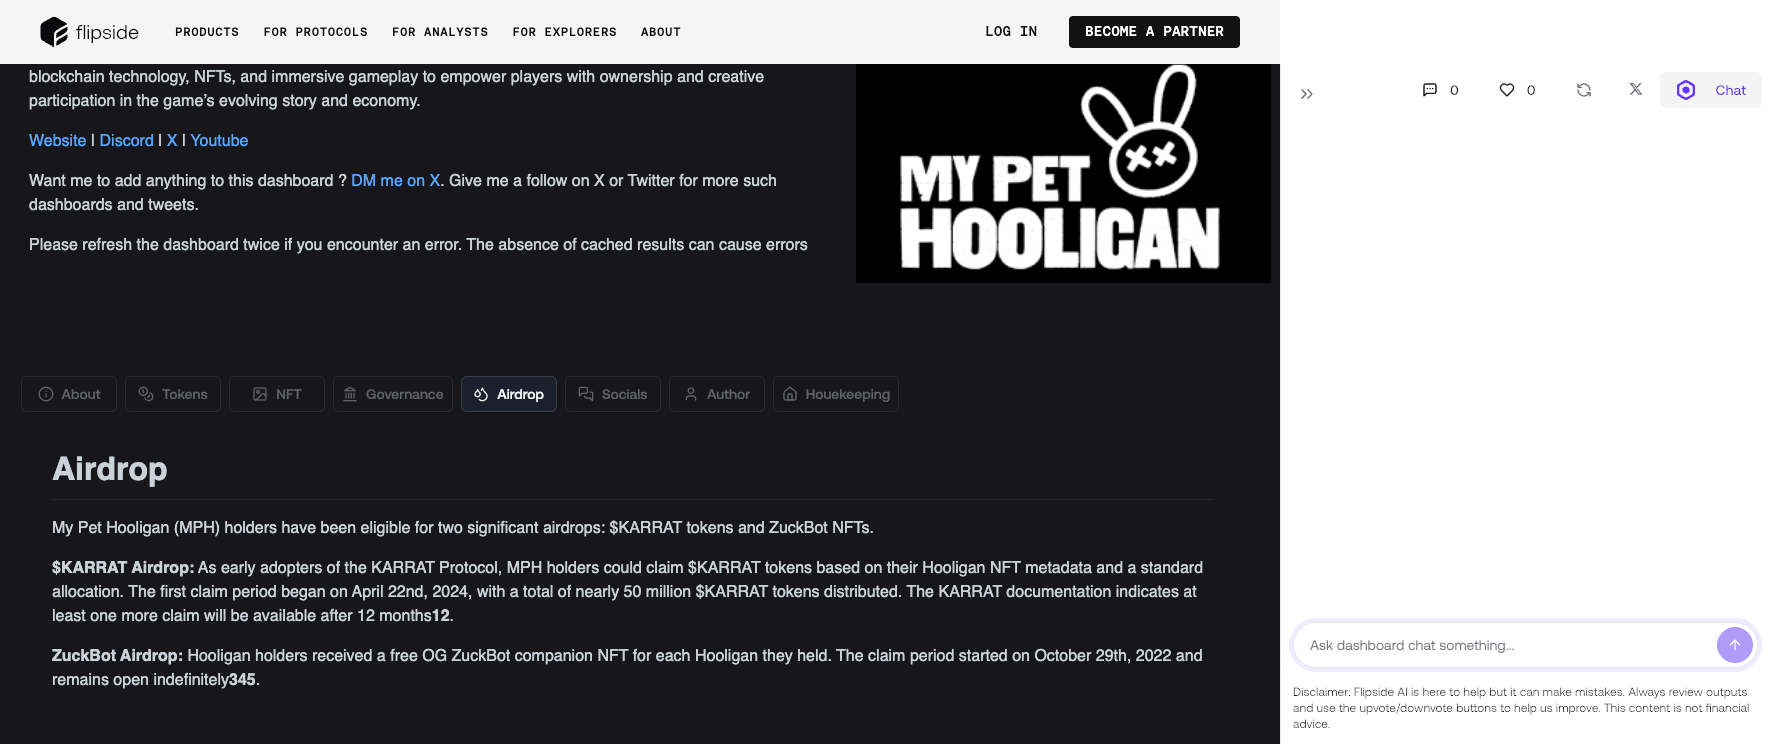 flipside
PRODUCTS FOR PROTOCOLS FOR ANALYSTS FOR EXPLORERS ABOUT
LOG IN
BECOME A PARTNER
blockchain technology, NFTs, and immersive gameplay to empower players with ownership and creative
participation in the game’s evolving story and economy.
Website | Discord | X | Youtube
Want me to add anything to this dashboard ? DM me on X. Give me a follow on X or Twitter for more such
dashboards and tweets.
Please refresh the dashboard twice if you encounter an error. The absence of cached results can cause errors
MY PET
HOOLIGAN
0 0 Chat
About Tokens NFT Governance Airdrop Socials Author Houekeeping
Airdrop
My Pet Hooligan (MPH) holders have been eligible for two significant airdrops: $KARRAT tokens and ZuckBot NFTs.
$KARRAT Airdrop: As early adopters of the KARRAT Protocol, MPH holders could claim $KARRAT tokens based on their Hooligan NFT metadata and a standard
allocation. The first claim period began on April 22nd, 2024, with a total of nearly 50 million $KARRAT tokens distributed. The KARRAT documentation indicates at
least one more claim will be available after 12 months12.
ZuckBot Airdrop: Hooligan holders received a free OG ZuckBot companion NFT for each Hooligan they held. The claim period started on October 29th, 2022 and
remains open indefinitely345.
Ask dashboard chat something...
Disclaimer: Flipside AI is here to help but it can make mistakes. Always review outputs
and use the upvote/downvote buttons to help us improve. This content is not financial
advice.